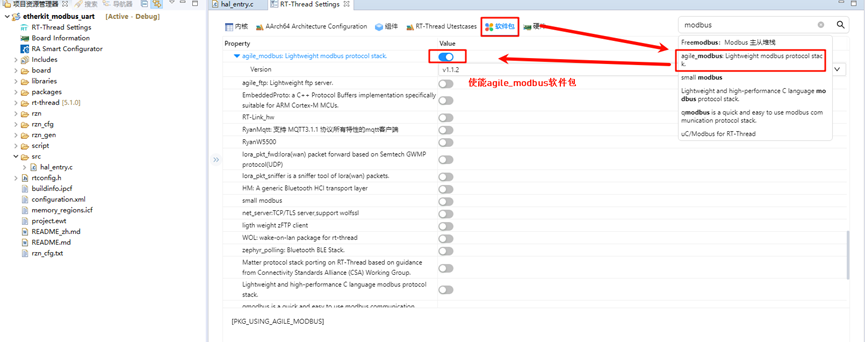 项目资源管理器
搜索
导航器
etherkit_modbus_uart [Active - Debug]
RT-Thread Settings
Board Information
RA Smart Configurator
Includes
board
libraries
packages
rt-thread [5.1.0]
rzn
rzn_cfg
rzn_gen
script
src
hal_entry.c
rtconfig.h
buildinfo.ipcf
configuration.xml
memory_regions.icf
project.ewt
README_zh.md
README.md
rzn_cfg.txt
hal_entry.c
RT-Thread Settings
内核
AArch64 Architecture Configuration
组件
RT-Thread Utestcases
软件包
硬件
Property
Value
agile_modbus: Lightweight modbus protocol stack.
Version
v1.1.2
使能agile_modbus软件包
agile_ftp: Lightweight ftp server.
EmbeddedProto: a C++ Protocol Buffers implementation specifically
suitable for ARM Cortex-M MCUs.
RT-Link_hw
RyanMqtt: 支持 MQTT3.1.1 协议所有特性的mqtt客户端
RyanW5500
lora_pkt_fwd:lora(wan) packet forward based on Semtech GWMP
protocol(UDP)
lora_pkt_sniffer is a sniffer tool of lora(wan) packets.
HM: A generic Bluetooth HCI transport layer
small modbus
net_server:TCP/TLS server,support wolfssl
ligth weight zFTP client
WOL: wake-on-lan package for rt-thread
zephyr_polling: Bluetooth BLE Stack.
Matter protocol stack porting on RT-Thread based on guidance
from Connectivity Standards Alliance (CSA) Working Group.
Lightweight and high-performance C language modbus protocol
stack.
qmodbus is a quick and easy to use modbus communication
[PKG_USING_AGILE_MODBUS]
modbus
Freemodbus: Modbus 主从堆栈
agile_modbus: Lightweight modbus protocol stac
k.
small modbus
Lightweight and high-performance C language mo
dbus protocol stack.
qmodbus is a quick and easy to use modbus com
munication protocol stack.
uC/Modbus for RT-Thread